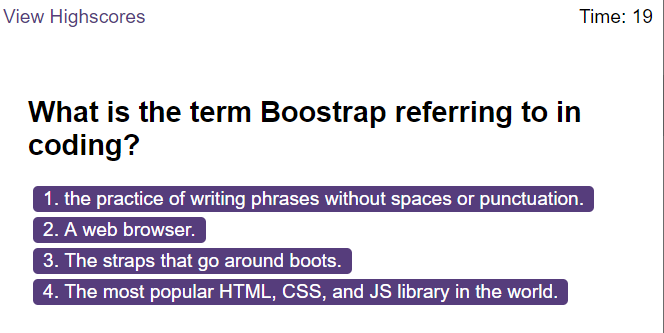 View Highscores
Time: 19
What is the term Boostrap referring to in
coding?
1. the practice of writing phrases without spaces or punctuation.
2. A web browser.
3. The straps that go around boots.
4. The most popular HTML, CSS, and JS library in the world.